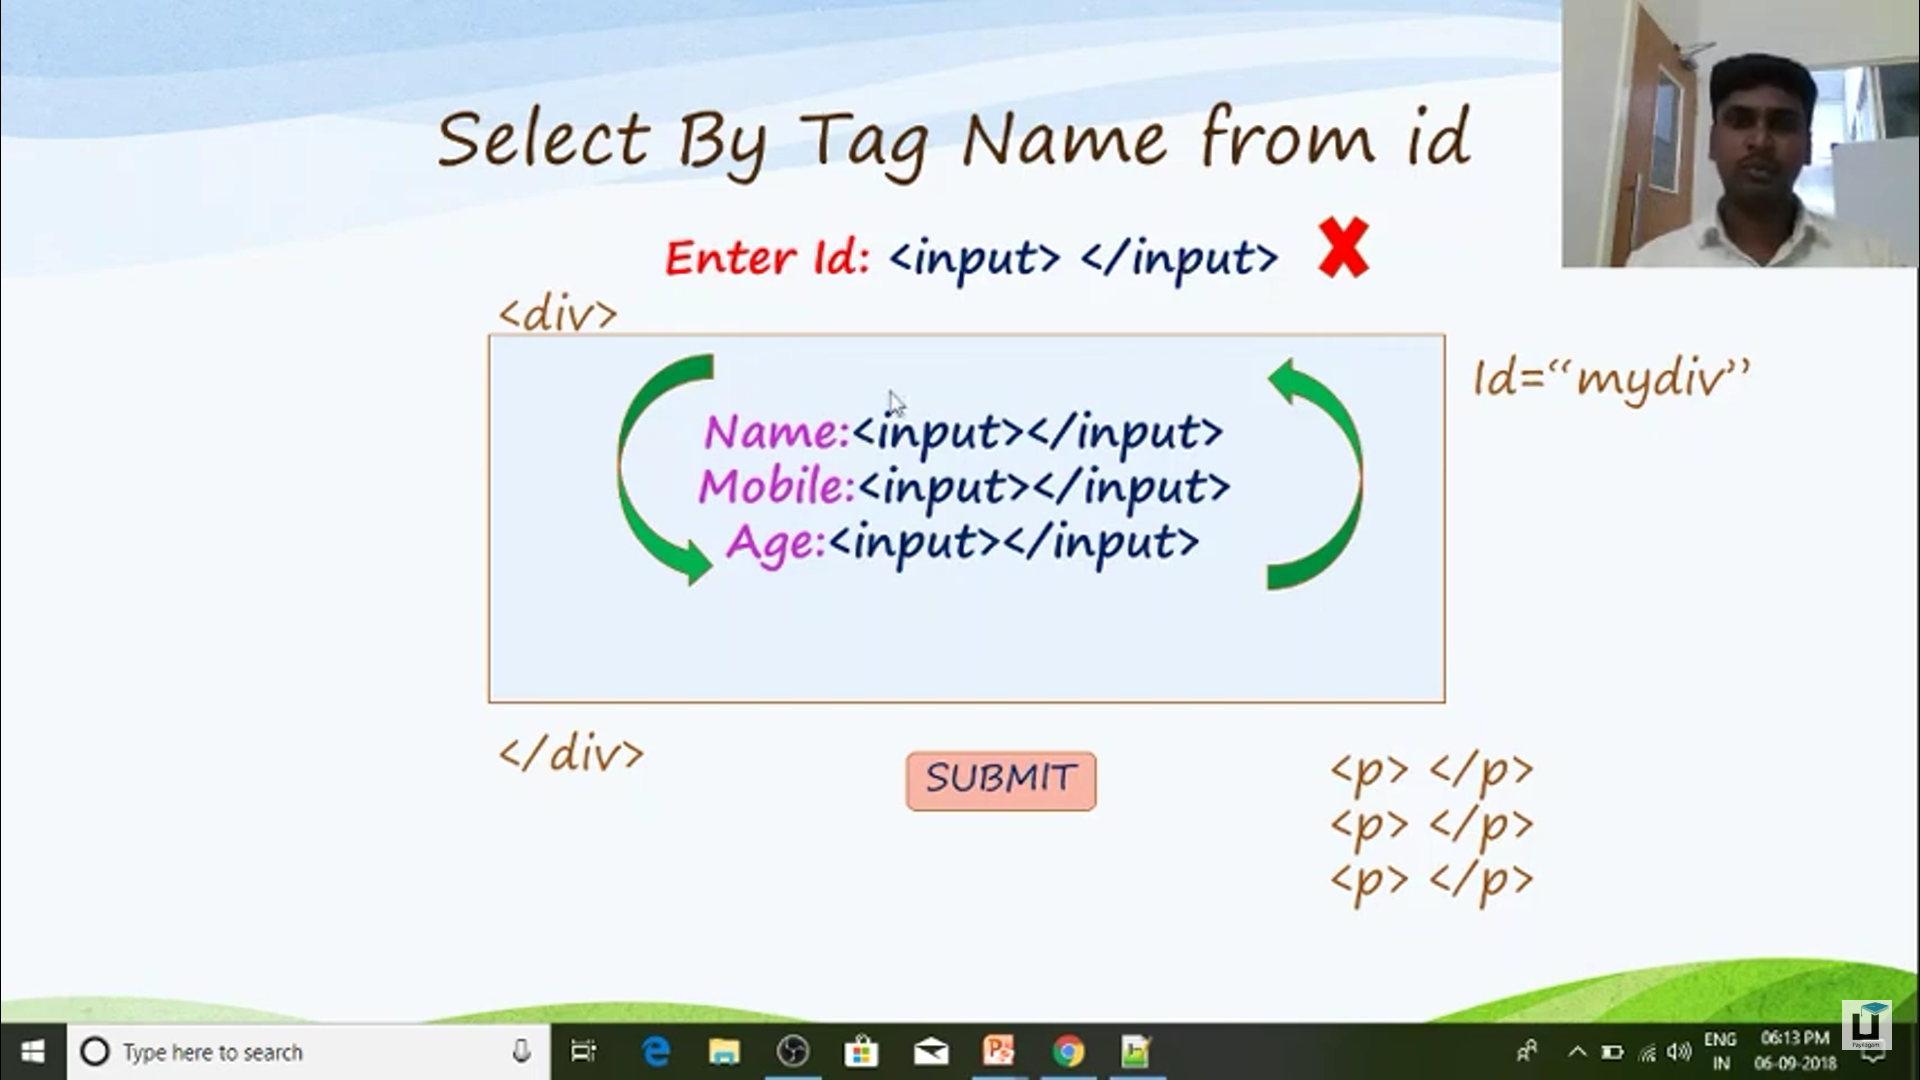 Select By Tag Name from id
Enter Id: <input> </input>
<div>
Id=“mydiv”
Name:<input></input>
Mobile:<input></input>
Age:<input></input>
</div>
SUBMIT
<p> </p>
<p> </p>
<p> </p>
Type here to search
ENG
IN
06:13 PM
06-09-2018